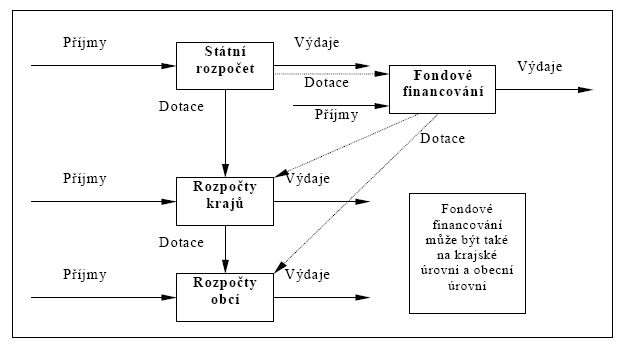 Příjmy
Státní
rozpočet
Výdaje
Dotace
Fondové
financování
Výdaje
Příjmy
Dotace
Dotace
Příjmy
Rozpočty
krajů
Výdaje
Dotace
Příjmy
Rozpočty
obcí
Výdaje
Fondové
financování
může být také
na krajské
úrovni a obecní
úrovni